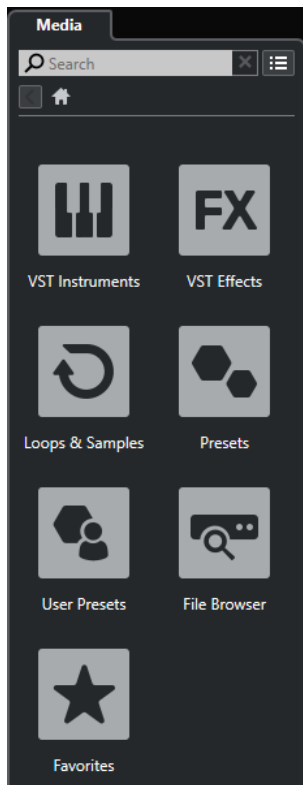 Media
Search
VST Instruments
FX
VST Effects
Loops & Samples
Presets
User Presets
File Browser
Favorites